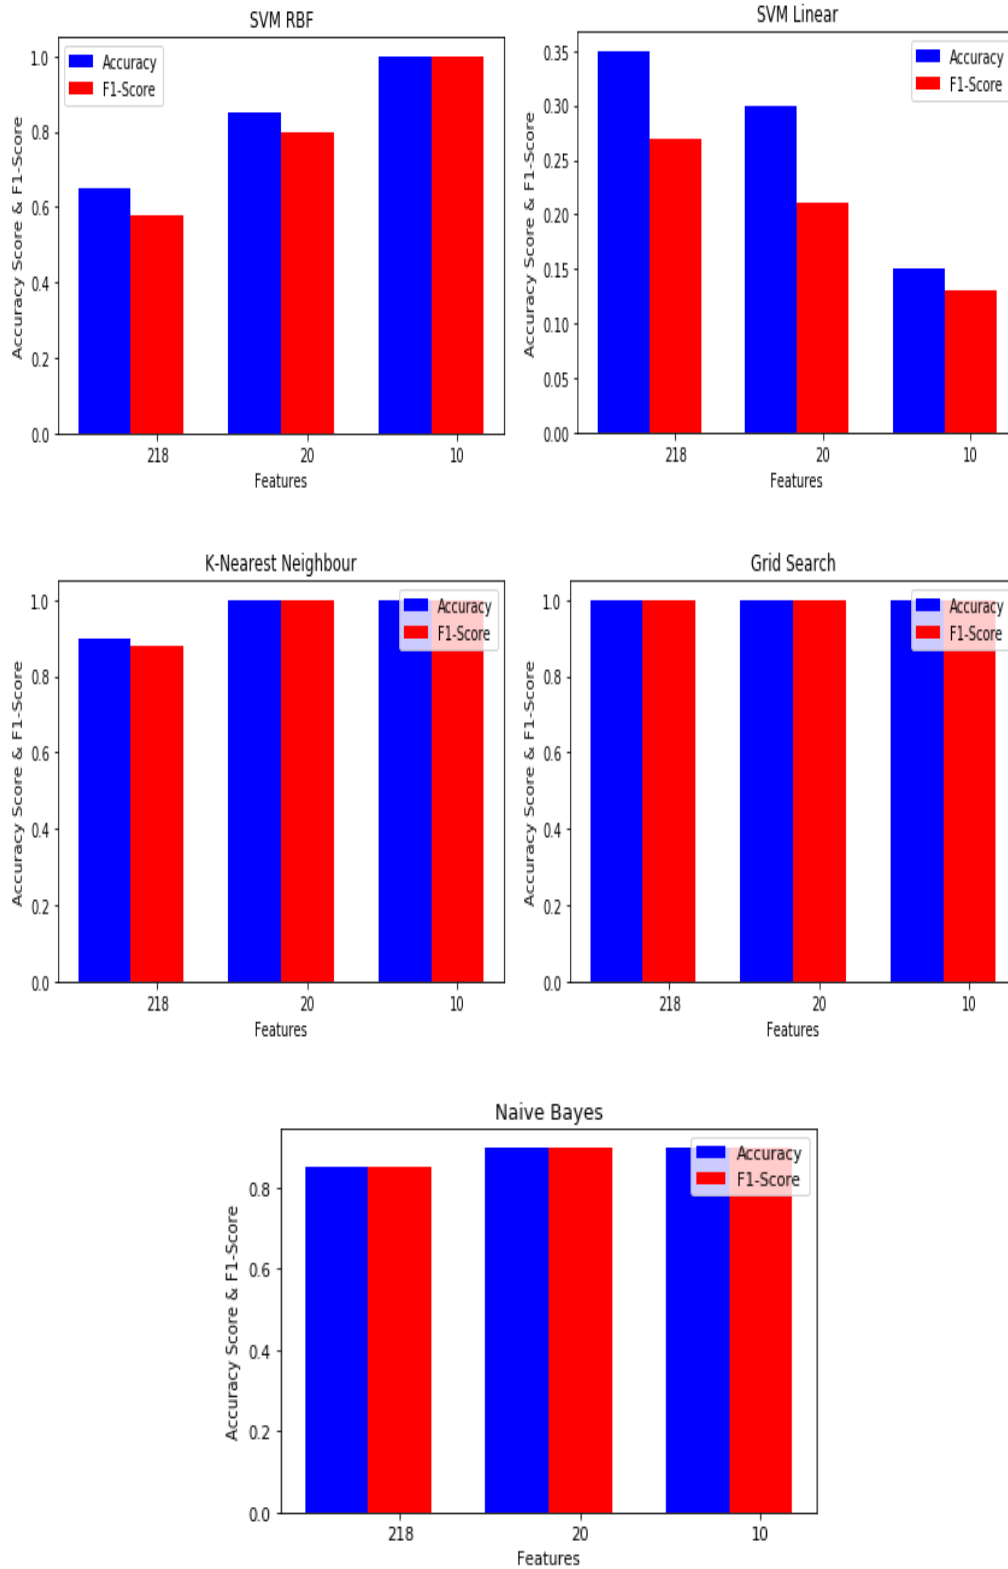 SVM RBF
1.0
0.8
0.6
0.4
0.2
0.0
Accuracy Score & F1-Score
Accuracy
F1-Score
218 20 10
Features
SVM Linear
0.35
0.30
0.25
0.20
0.15
0.10
0.05
0.00
Accuracy Score & F1-Score
Accuracy
F1-Score
218 20 10
Features
K-Nearest Neighbour
1.0
0.8
0.6
0.4
0.2
0.0
Accuracy Score & F1-Score
Accuracy
F1-Score
218 20 10
Features
Grid Search
1.0
0.8
0.6
0.4
0.2
0.0
Accuracy Score & F1-Score
Accuracy
F1-Score
218 20 10
Features
Naive Bayes
0.8
0.6
0.4
0.2
0.0
Accuracy Score & F1-Score
Accuracy
F1-Score
218 20 10
Features